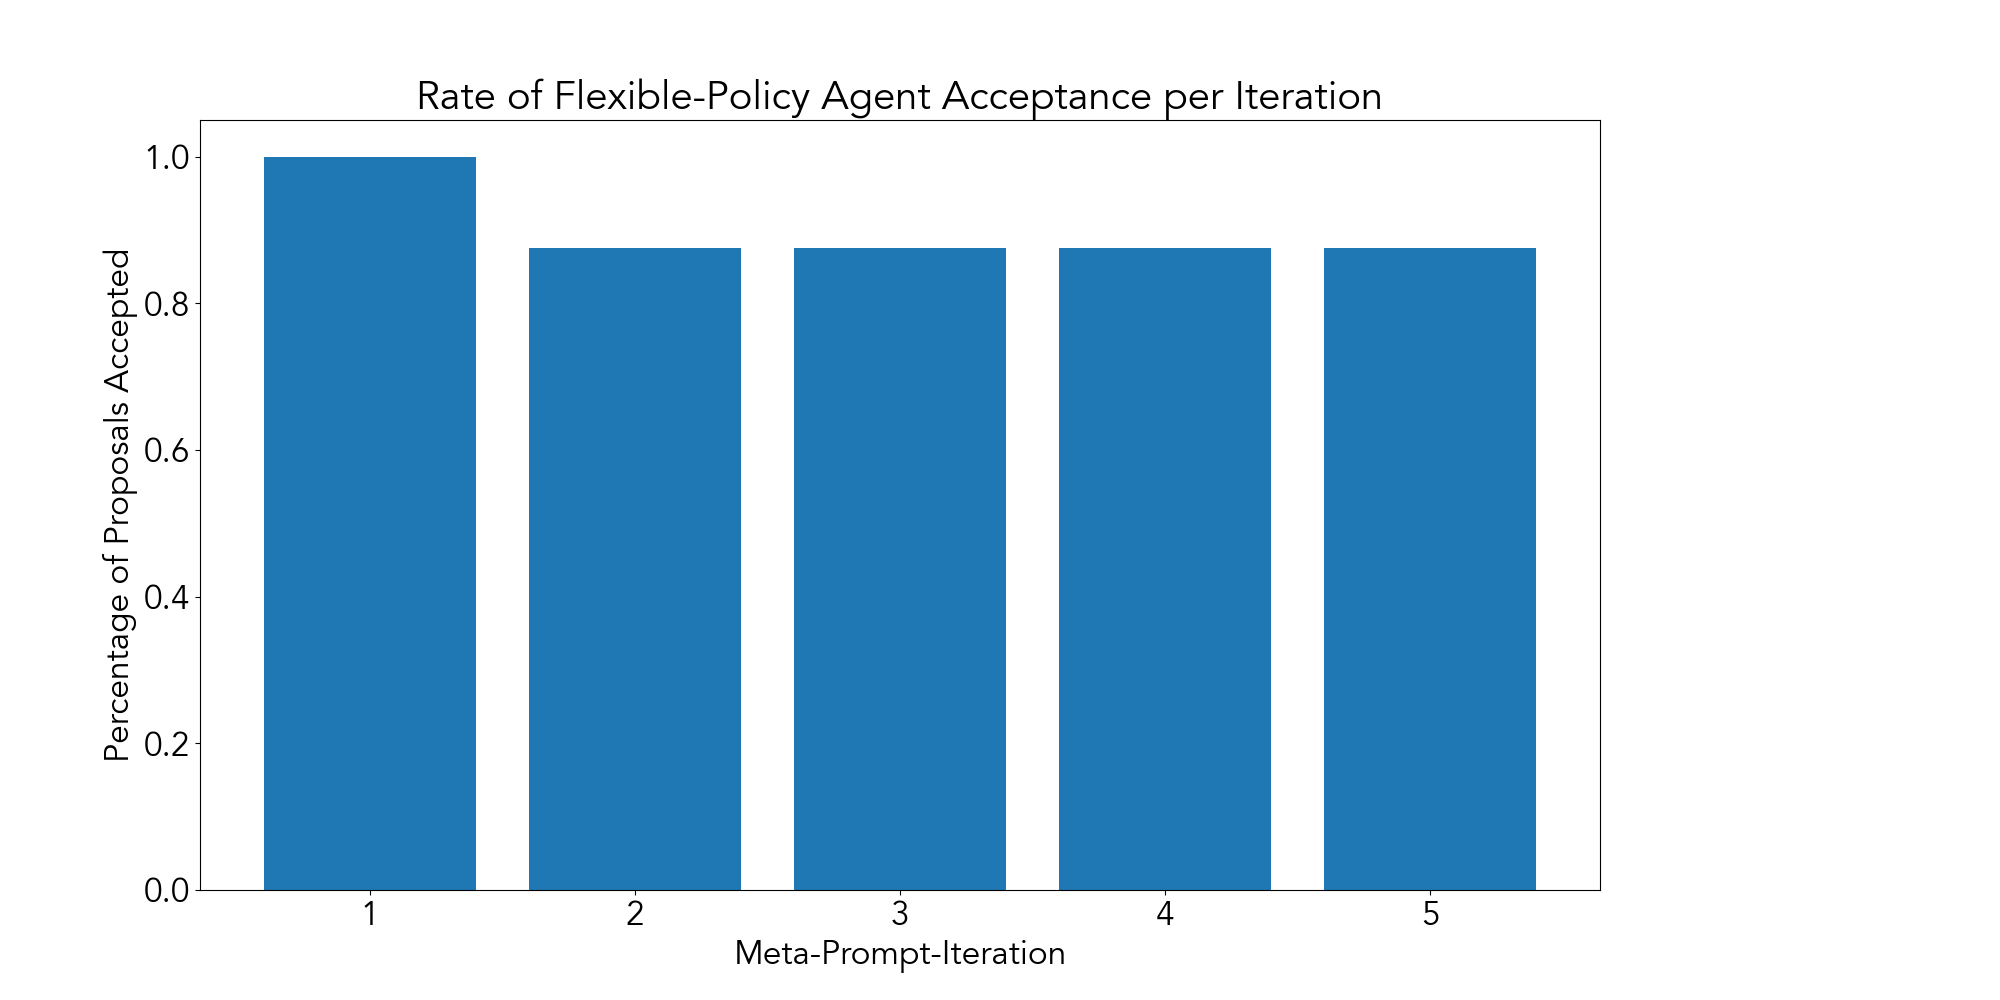 Rate of Flexible-Policy Agent Acceptance per Iteration
Percentage of Proposals Accepted
1.0
0.8
0.6
0.4
0.2
0.0
1 2 3 4 5
Meta-Prompt-Iteration